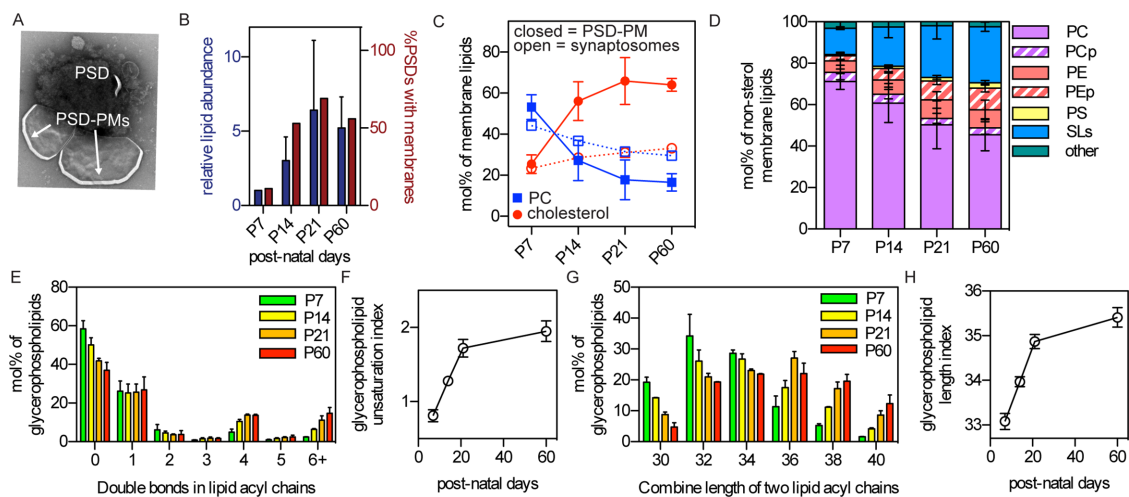 A
PSD
PSD-PMs
B
relative lipid abundance
10
5
0
%PSDs with membranes
100
50
0
P7
P14
P21
P60
post-natal days
C
closed = PSD-PM
open = synaptosomes
mol% of membrane lipids
80
60
40
20
0
PC
cholesterol
P7
P14
P21
P60
D
mol% of non-sterol
membrane lipids
100
80
60
40
20
0
P7
P14
P21
P60
PC
PCp
PE
PEp
PS
SLs
other
E
mol% of
glycerophospholipids
80
60
40
20
0
P7
P14
P21
P60
0 1 2 3 4 5 6+
Double bonds in lipid acyl chains
F
glycerophospholipid
unsaturation index
2
1
0 20 40 60
post-natal days
G
mol% of
glycerophospholipids
50
40
30
20
10
0
P7
P14
P21
P60
30 32 34 36 38 40
Combine length of two lipid acyl chains
H
glycerophospholipid
length index
36
35
34
33
0 20 40 60
post-natal days